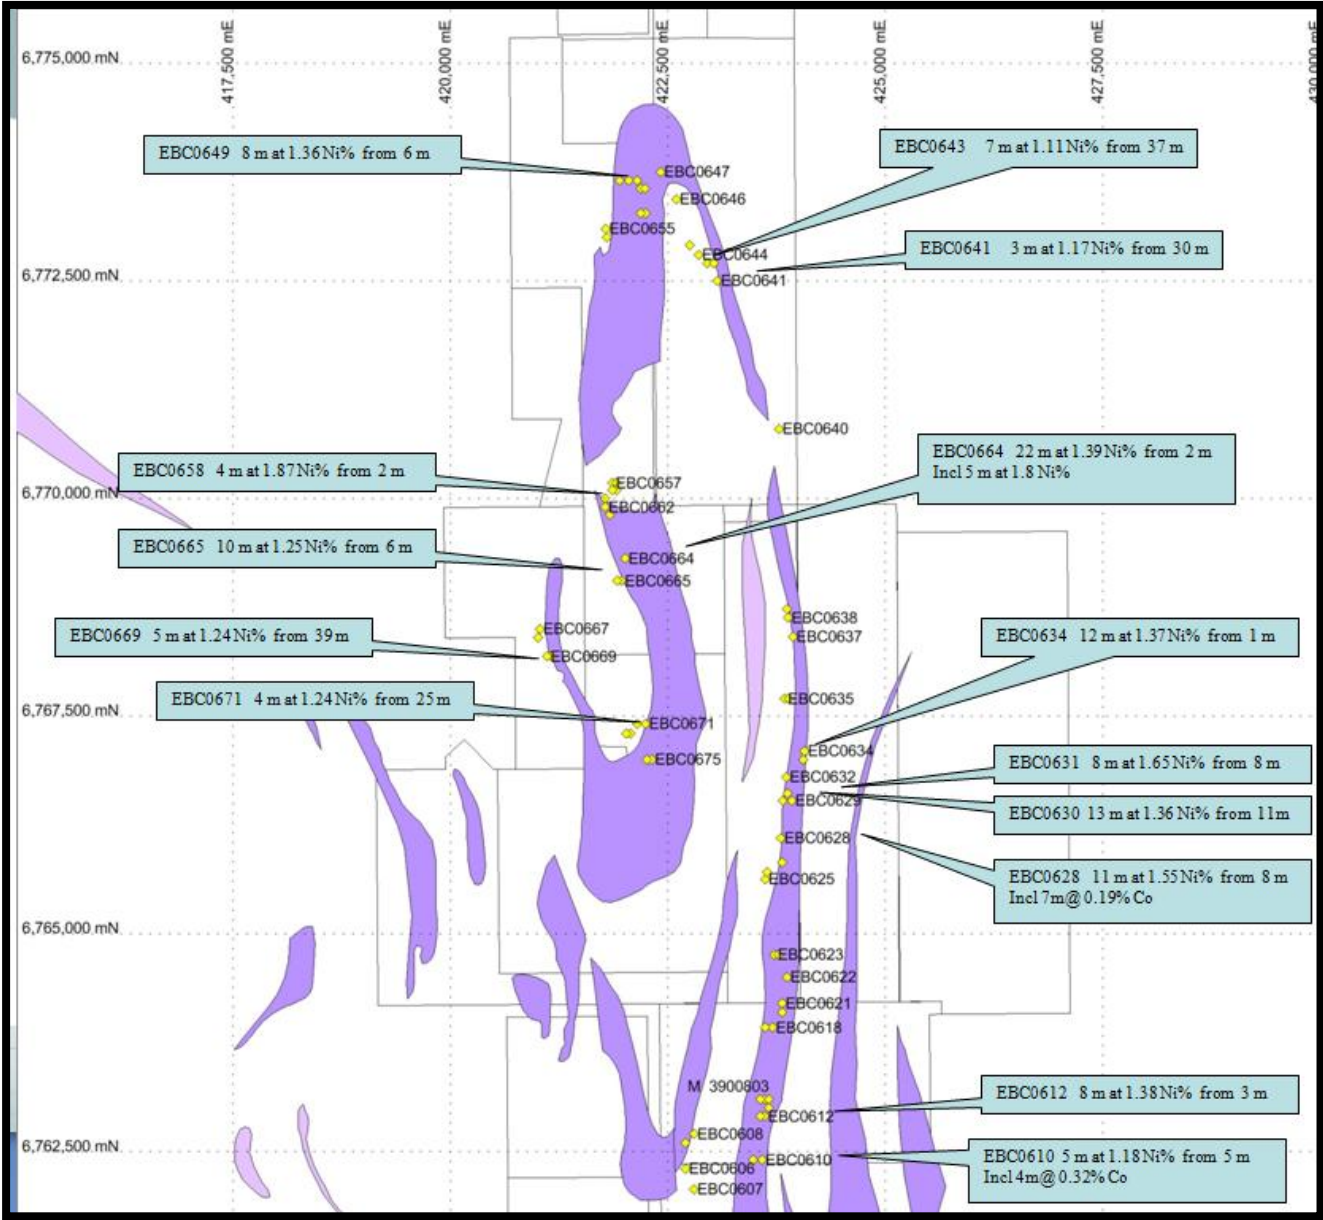 417,500 mE
420,000 mE
422,500 mE
425,000 mE
427,500 mE
430,000 mE
6,775,000 mN
EBC0649 8 m at 1.36 Ni% from 6 m
EBC0643 7 m at 1.11 Ni% from 37 m
EBC0647
EBC0646
EBC0655
EBC0644
EBC0641 3 m at 1.17 Ni% from 30 m
6,772,500 mN
EBC0641
EBC0640
EBC0664 22 m at 1.39 Ni% from 2 m
Incl 5 m at 1.8 Ni%
EBC0658 4 m at 1.87 Ni% from 2 m
EBC0657
6,770,000 mN
EBC0662
EBC0665 10 m at 1.25 Ni% from 6 m
EBC0664
EBC0665
EBC0638
EBC0669 5 m at 1.24 Ni% from 39 m
EBC0667
EBC0637
EBC0634 12 m at 1.37 Ni% from 1 m
EBC0669
EBC0671 4 m at 1.24 Ni% from 25 m
EBC0635
6,767,500 mN
EBC0671
EBC0634
EBC0675
EBC0631 8 m at 1.65 Ni% from 8 m
EBC0632
EBC0629
EBC0630 13 m at 1.36 Ni% from 11m
EBC0628
EBC0628 11 m at 1.55 Ni% from 8 m
Incl 7m@ 0.19% Co
EBC0625
6,765,000 mN
EBC0623
EBC0622
EBC0621
EBC0618
M 3900803
EBC0612 8 m at 1.38 Ni% from 3 m
EBC0612
EBC0608
6,762,500 mN
EBC0610
EBC0610 5 m at 1.18 Ni% from 5 m
Incl 4m@ 0.32% Co
EBC0606
EBC0607